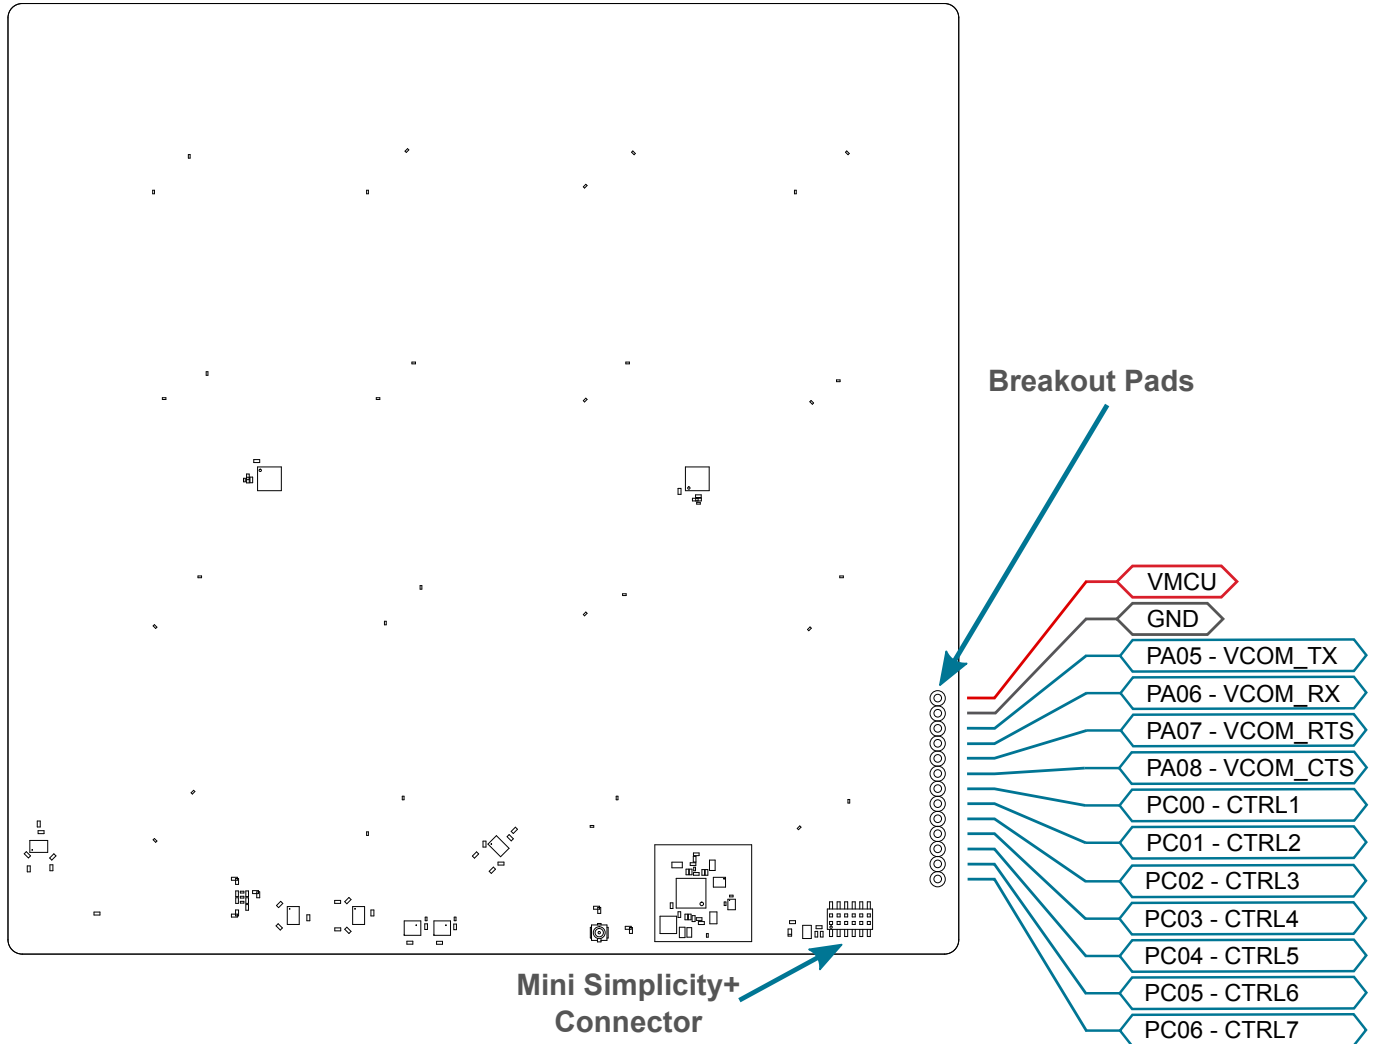 Breakout Pads
VMCU
GND
PA05 - VCOM_TX
PA06 - VCOM_RX
PA07 - VCOM_RTS
PA08 - VCOM_CTS
PC00 - CTRL1
PC01 - CTRL2
PC02 - CTRL3
PC03 - CTRL4
PC04 - CTRL5
PC05 - CTRL6
PC06 - CTRL7
Mini Simplicity+
Connector